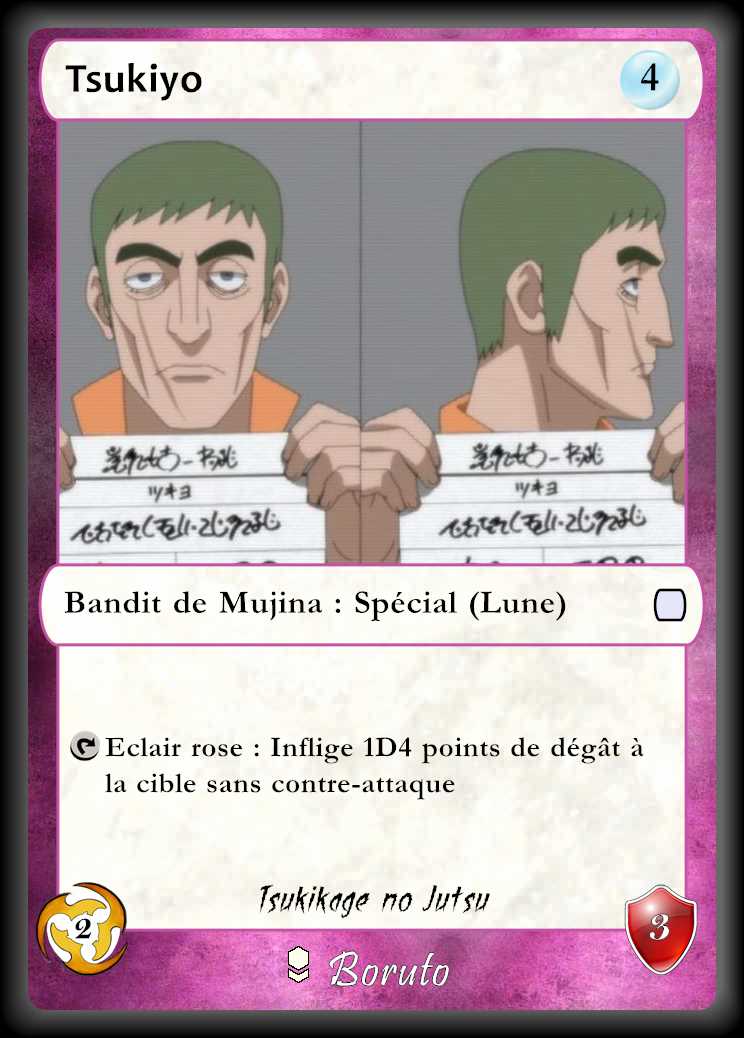 Tsukiyo
4
ツキヨ
ツキヨ
Bandit de Mujina : Spécial (Lune)
Eclair rose : Inflige 1D4 points de dégât à
la cible sans contre-attaque
Tsukikage no Jutsu
2
3
Boruto